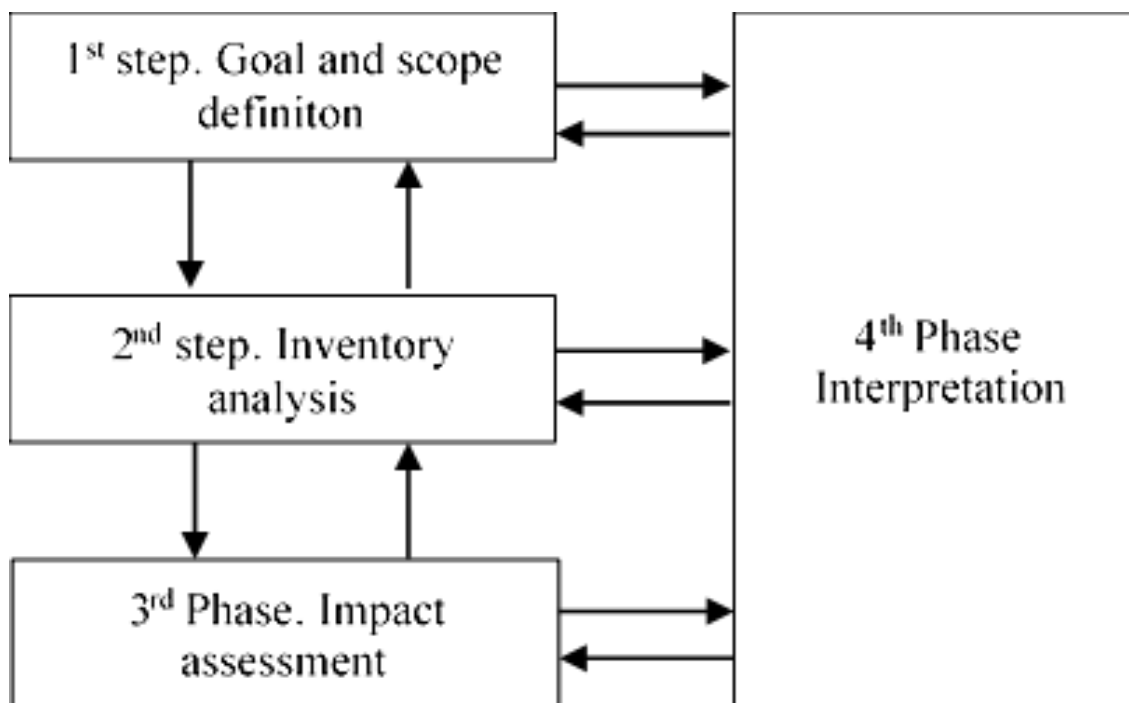 1st step. Goal and scope
definiton
2nd step. Inventory
analysis
3rd Phase. Impact
assessment
4th Phase
Interpretation